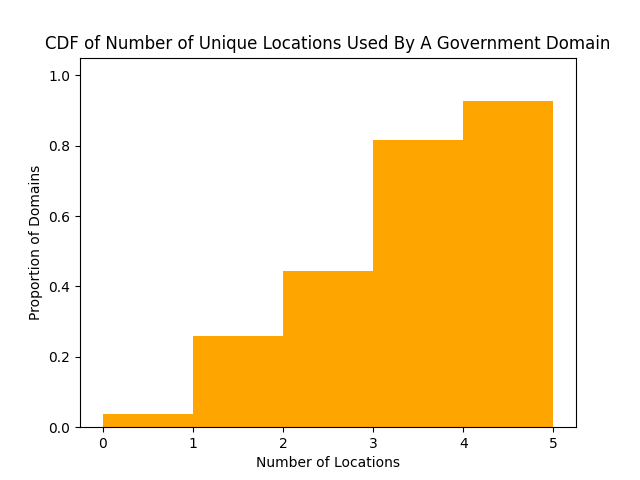 CDF of Number of Unique Locations Used By A Government Domain
1.0
0.8
0.6
0.4
0.2
0.0
Proportion of Domains
0 1 2 3 4 5
Number of Locations